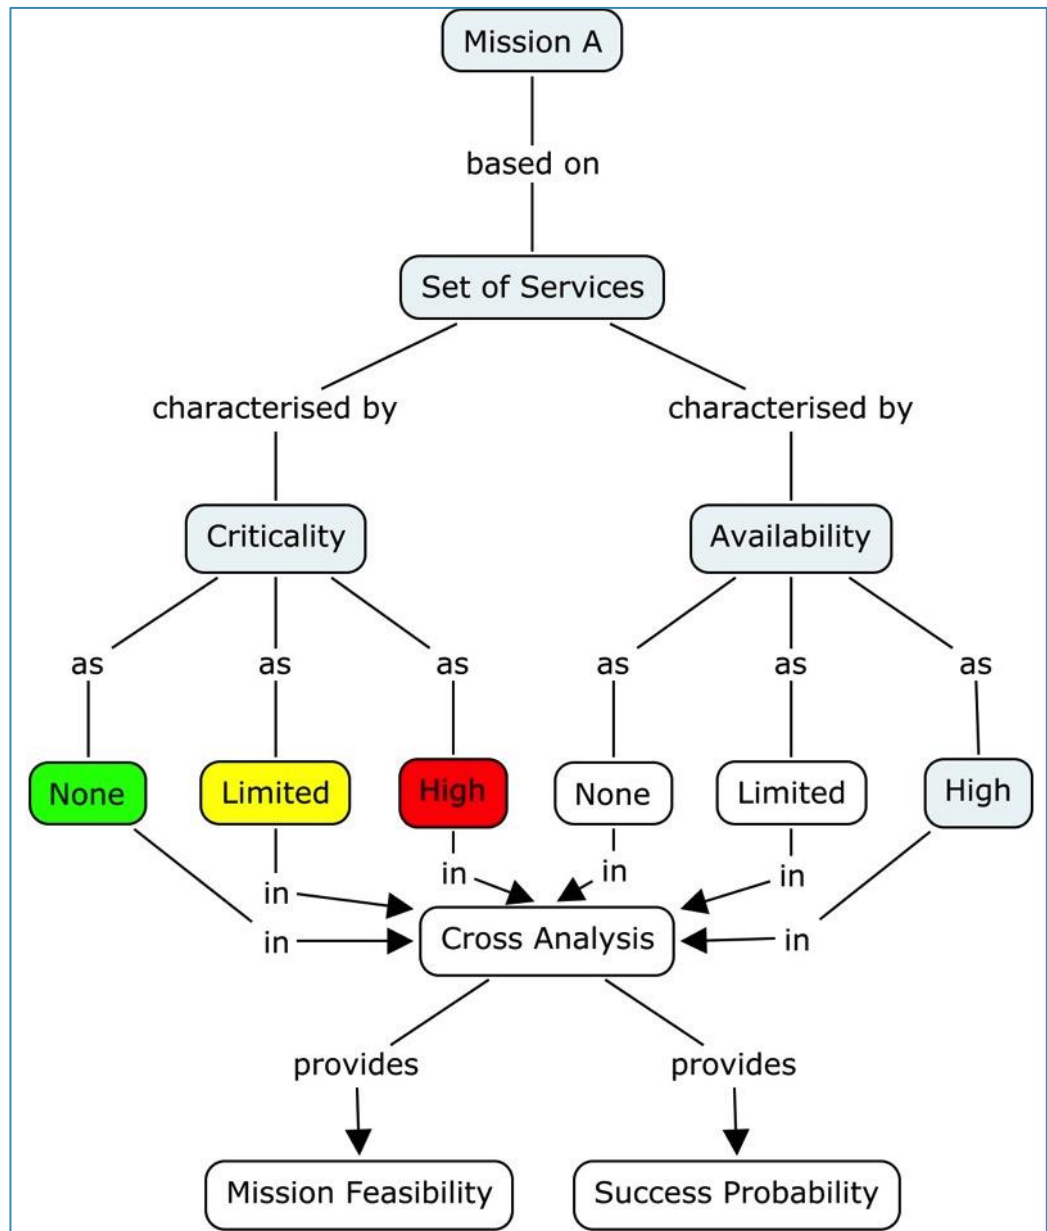 Mission A
based on
Set of Services
characterised by
characterised by
Criticality
Availability
as
as
as
as
as
as
None
Limited
High
None
Limited
High
in
in
in
in
in
in
Cross Analysis
provides
provides
Mission Feasibility
Success Probability